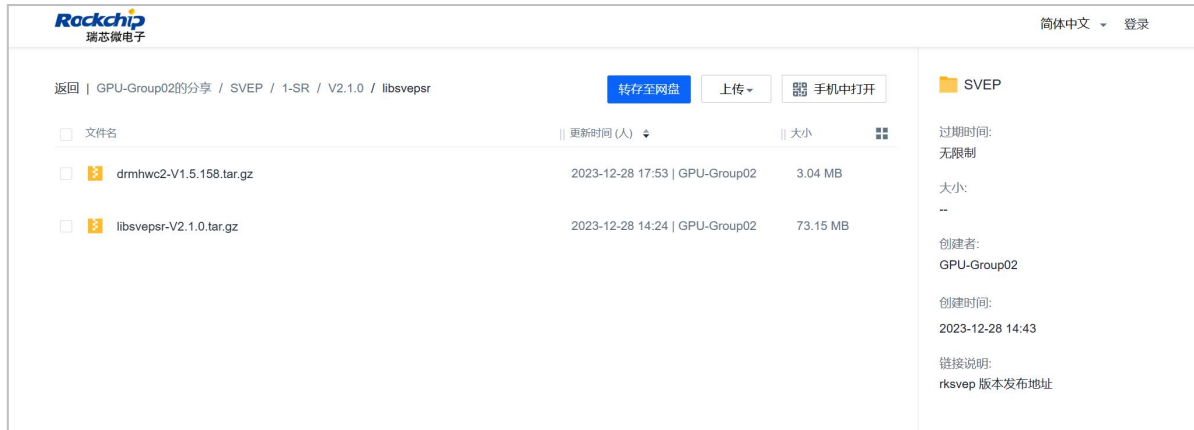 Rockchip
瑞芯微电子
简体中文 登录
返回 | GPU-Group02的分享 / SVEP / 1-SR / V2.1.0 / libsvepsr
转存至网盘 上传 手机中打开
文件名 更新时间 (人) 大小
drmhwc2-V1.5.158.tar.gz 2023-12-28 17:53 | GPU-Group02 3.04 MB
libsvepsr-V2.1.0.tar.gz 2023-12-28 14:24 | GPU-Group02 73.15 MB
SVEP
过期时间:
无限制
大小:
--
创建者:
GPU-Group02
创建时间:
2023-12-28 14:43
链接说明:
rksvep 版本发布地址